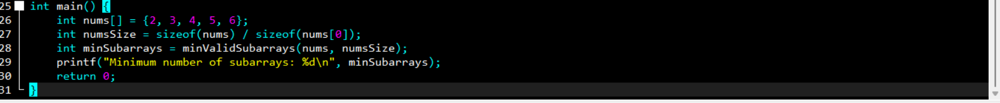 25 int main() {
26     int nums[] = {2, 3, 4, 5, 6};
27     int numsSize = sizeof(nums) / sizeof(nums[0]);
28     int minSubarrays = minValidSubarrays(nums, numsSize);
29     printf("Minimum number of subarrays: %d\n", minSubarrays);
30     return 0;
31 }